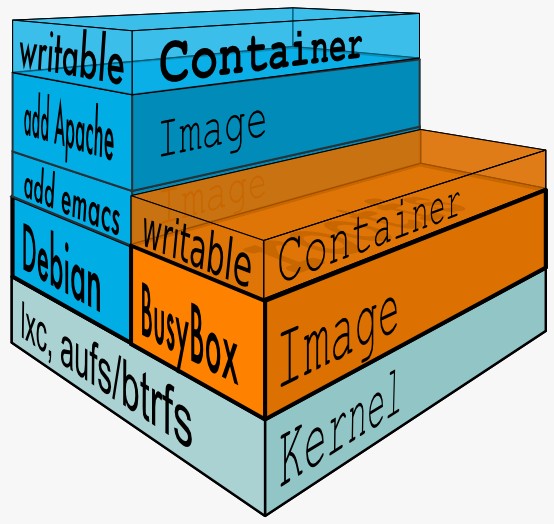 writable Container
add Apache Image
add emacs Image
writable Container
Debian
BusyBox Image
lxc, aufs/btrfs Kernel